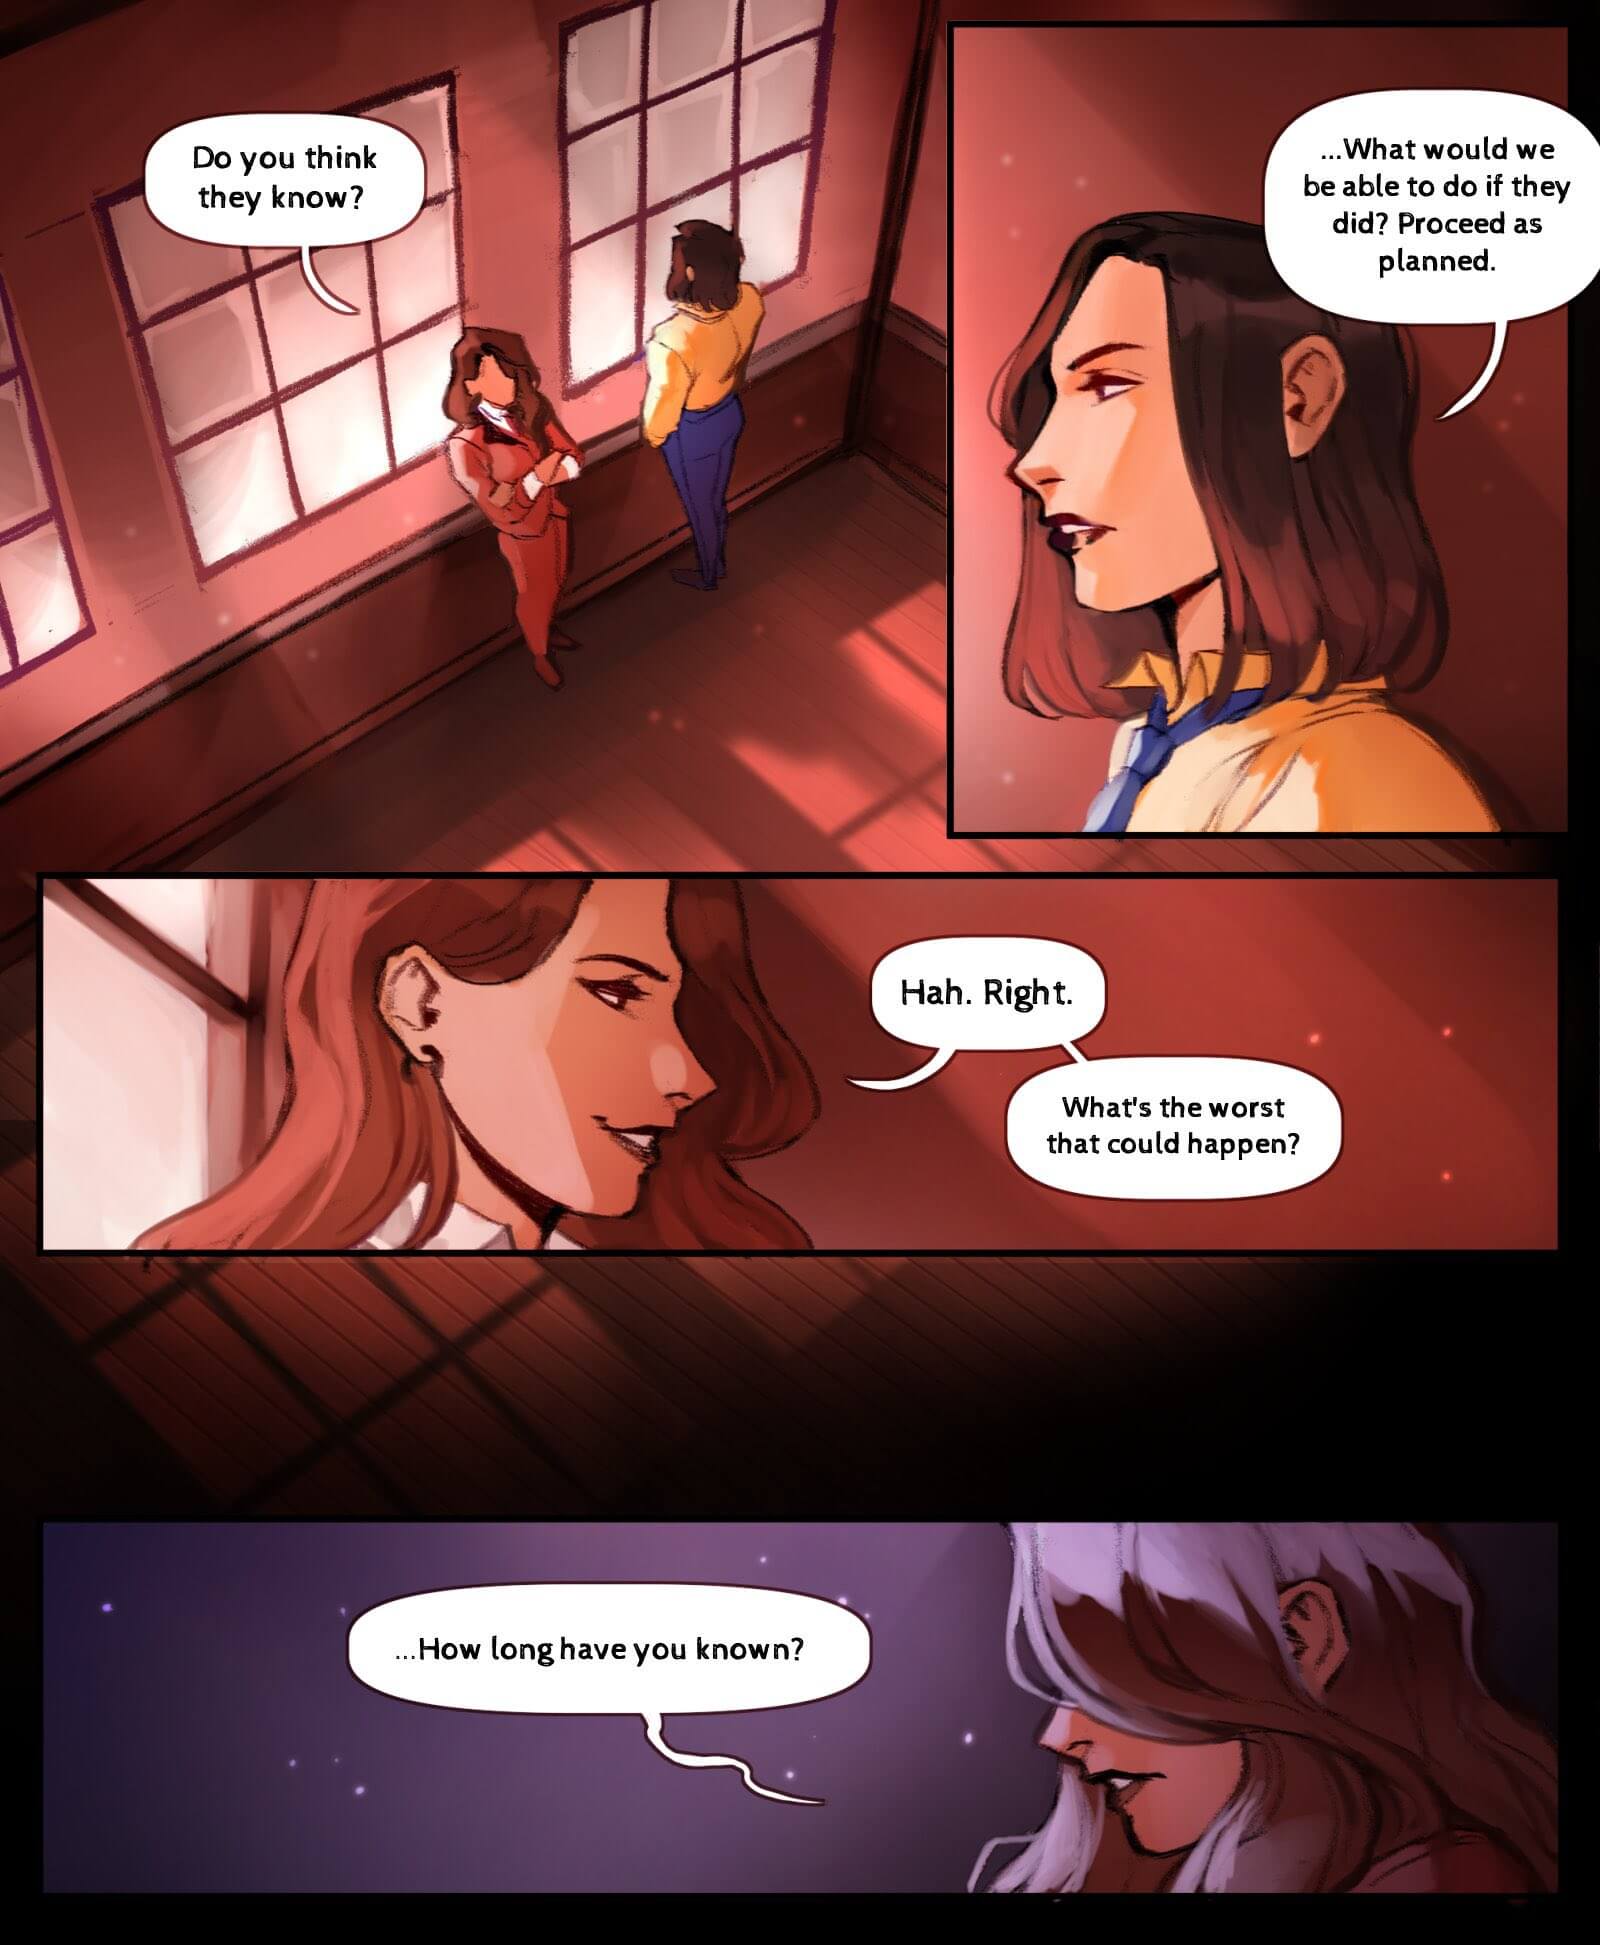 Do you think
they know?
...What would we
be able to do if they
did? Proceed as
planned.
Hah. Right.
What's the worst
that could happen?
...How long have you known?